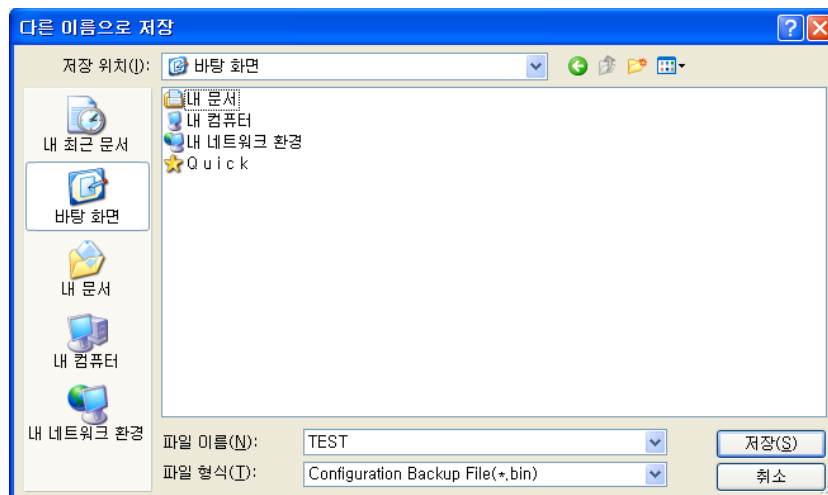 다른 이름으로 저장
저장 위치(I): 바탕 화면
내 최근 문서
바탕 화면
내 문서
내 컴퓨터
내 네트워크 환경
내 문서
내 컴퓨터
내 네트워크 환경
Quick
파일 이름(N): TEST 저장(S)
파일 형식(T): Configuration Backup File(*.bin) 취소